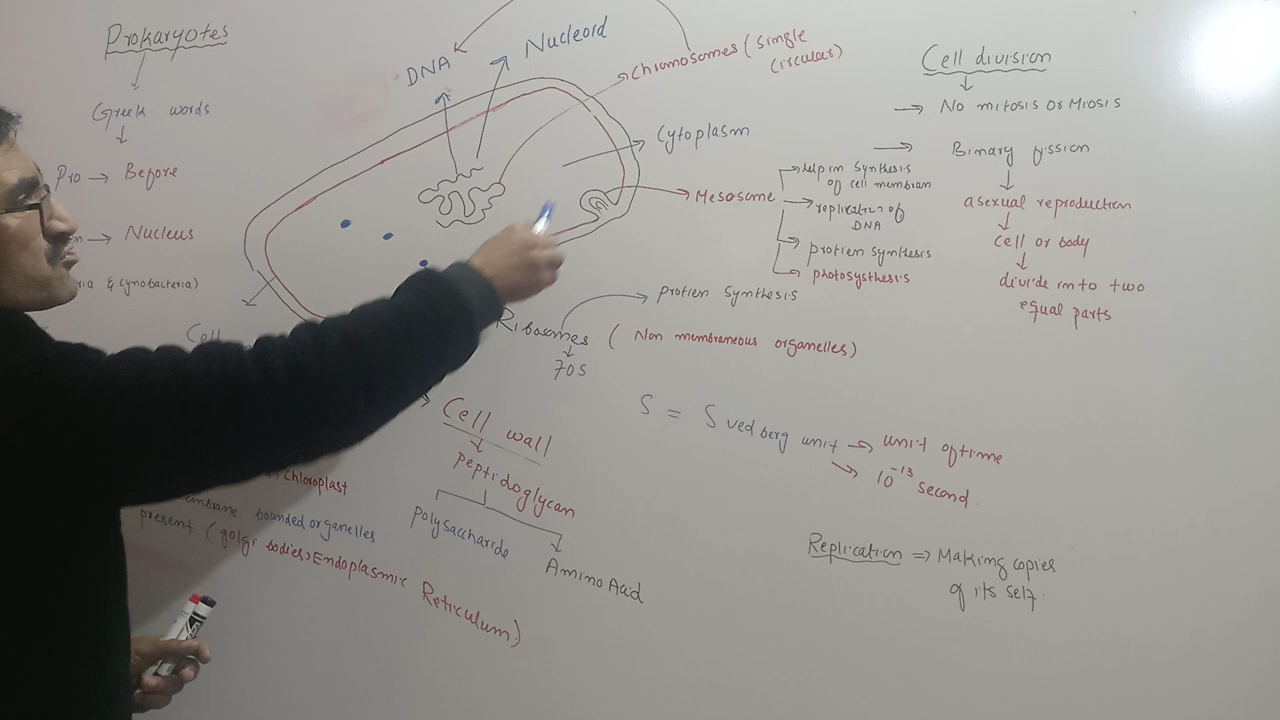 Prokaryotes
Greek words
Pro → Before
→ Nucleus
& cynobacteria)
Cell
DNA
Nucleoid
Chromosomes (single
circular)
Cytoplasm
Mesosome
help in synthesis
of cell membran
replication of
DNA
protien synthesis
photosysthesis
Ribosomes (Non membraneous organelles)
protien synthesis
70S
Cell wall
peptidoglycan
polysaccharide
Amino Acid
Chloroplast
bounded organelles
present (golgi bodies, Endoplasmic
Reticulum)
Cell division
→ No mitosis or Miosis
→ Binary fission
asexual reproduction
cell or body
divide into two
equal parts
S = Svedberg unit → unit of time
→ 10⁻¹³ second
Replication ⇒ Making copies
of its self.